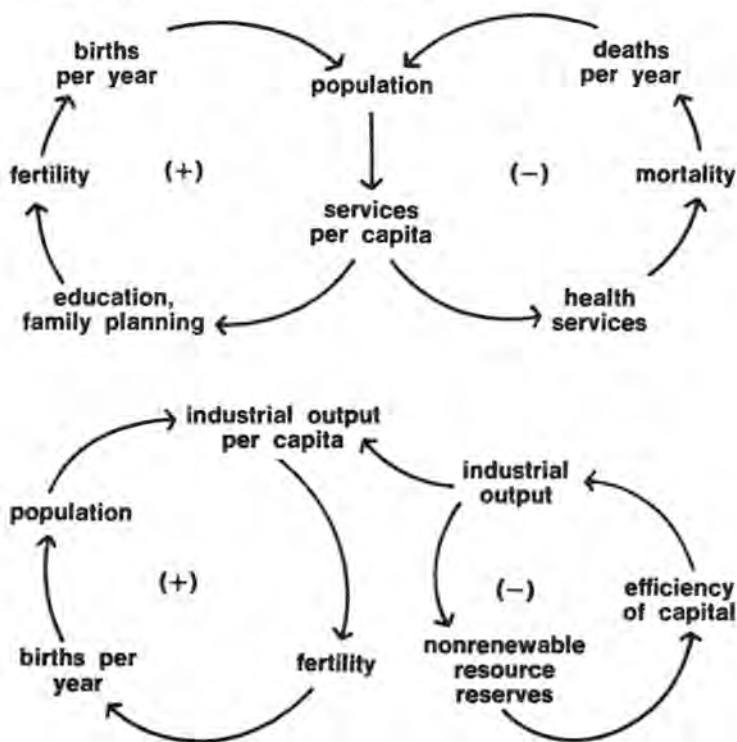 births
per year
deaths
per year
population
fertility
(+)
(−)
mortality
services
per capita
education,
family planning
health
services
industrial output
per capita
industrial
output
population
(+)
(−)
efficiency
of capital
births per
year
fertility
nonrenewable
resource
reserves